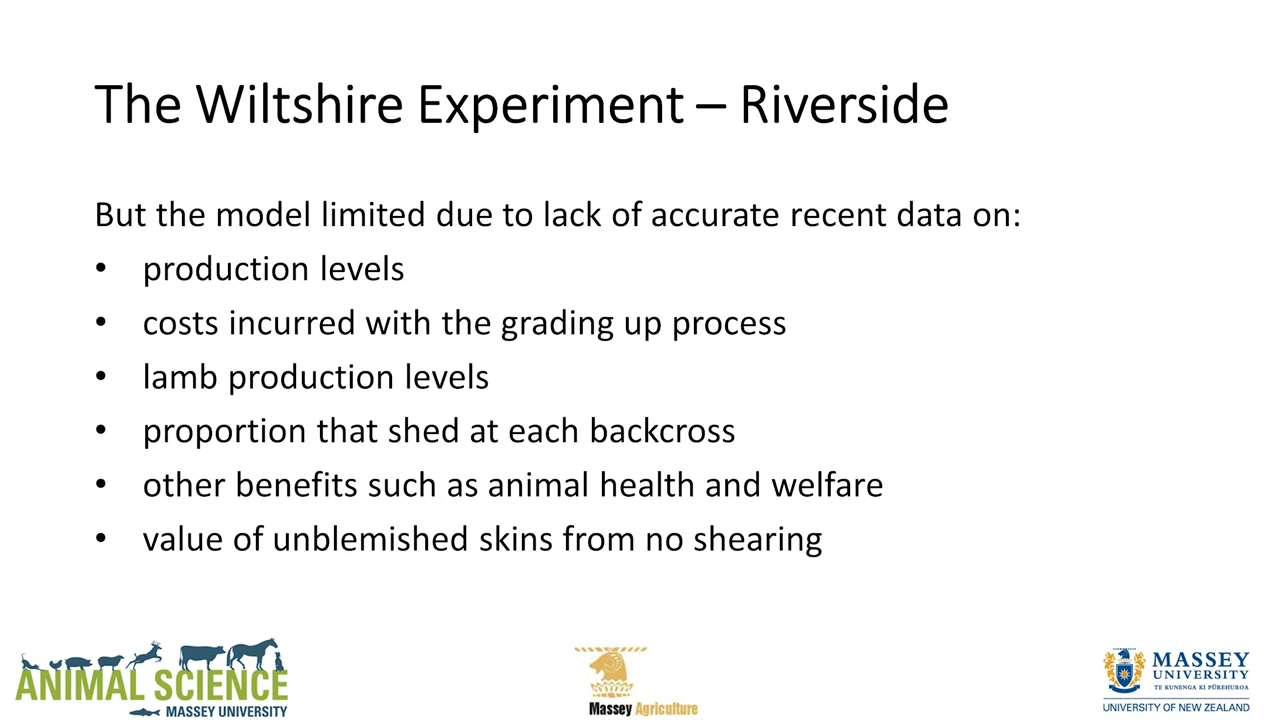 The Wiltshire Experiment – Riverside
But the model limited due to lack of accurate recent data on:
• production levels
• costs incurred with the grading up process
• lamb production levels
• proportion that shed at each backcross
• other benefits such as animal health and welfare
• value of unblemished skins from no shearing
ANIMAL SCIENCE
MASSEY UNIVERSITY
Massey Agriculture
MASSEY
UNIVERSITY
TE KUNENGA KI PŪREHUROA
UNIVERSITY OF NEW ZEALAND